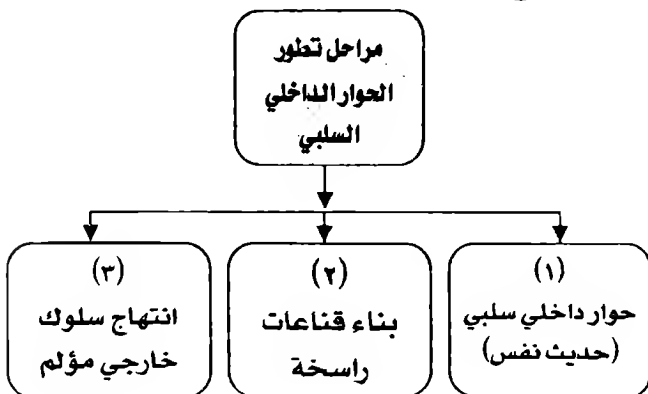 مراحل تطور
الحوار الداخلي
السلبي
(١)
حوار داخلي سلبي
(حديث نفس)
(٢)
بناء قناعات
راسخة
(٣)
انتهاج سلوك
خارجي مؤلم